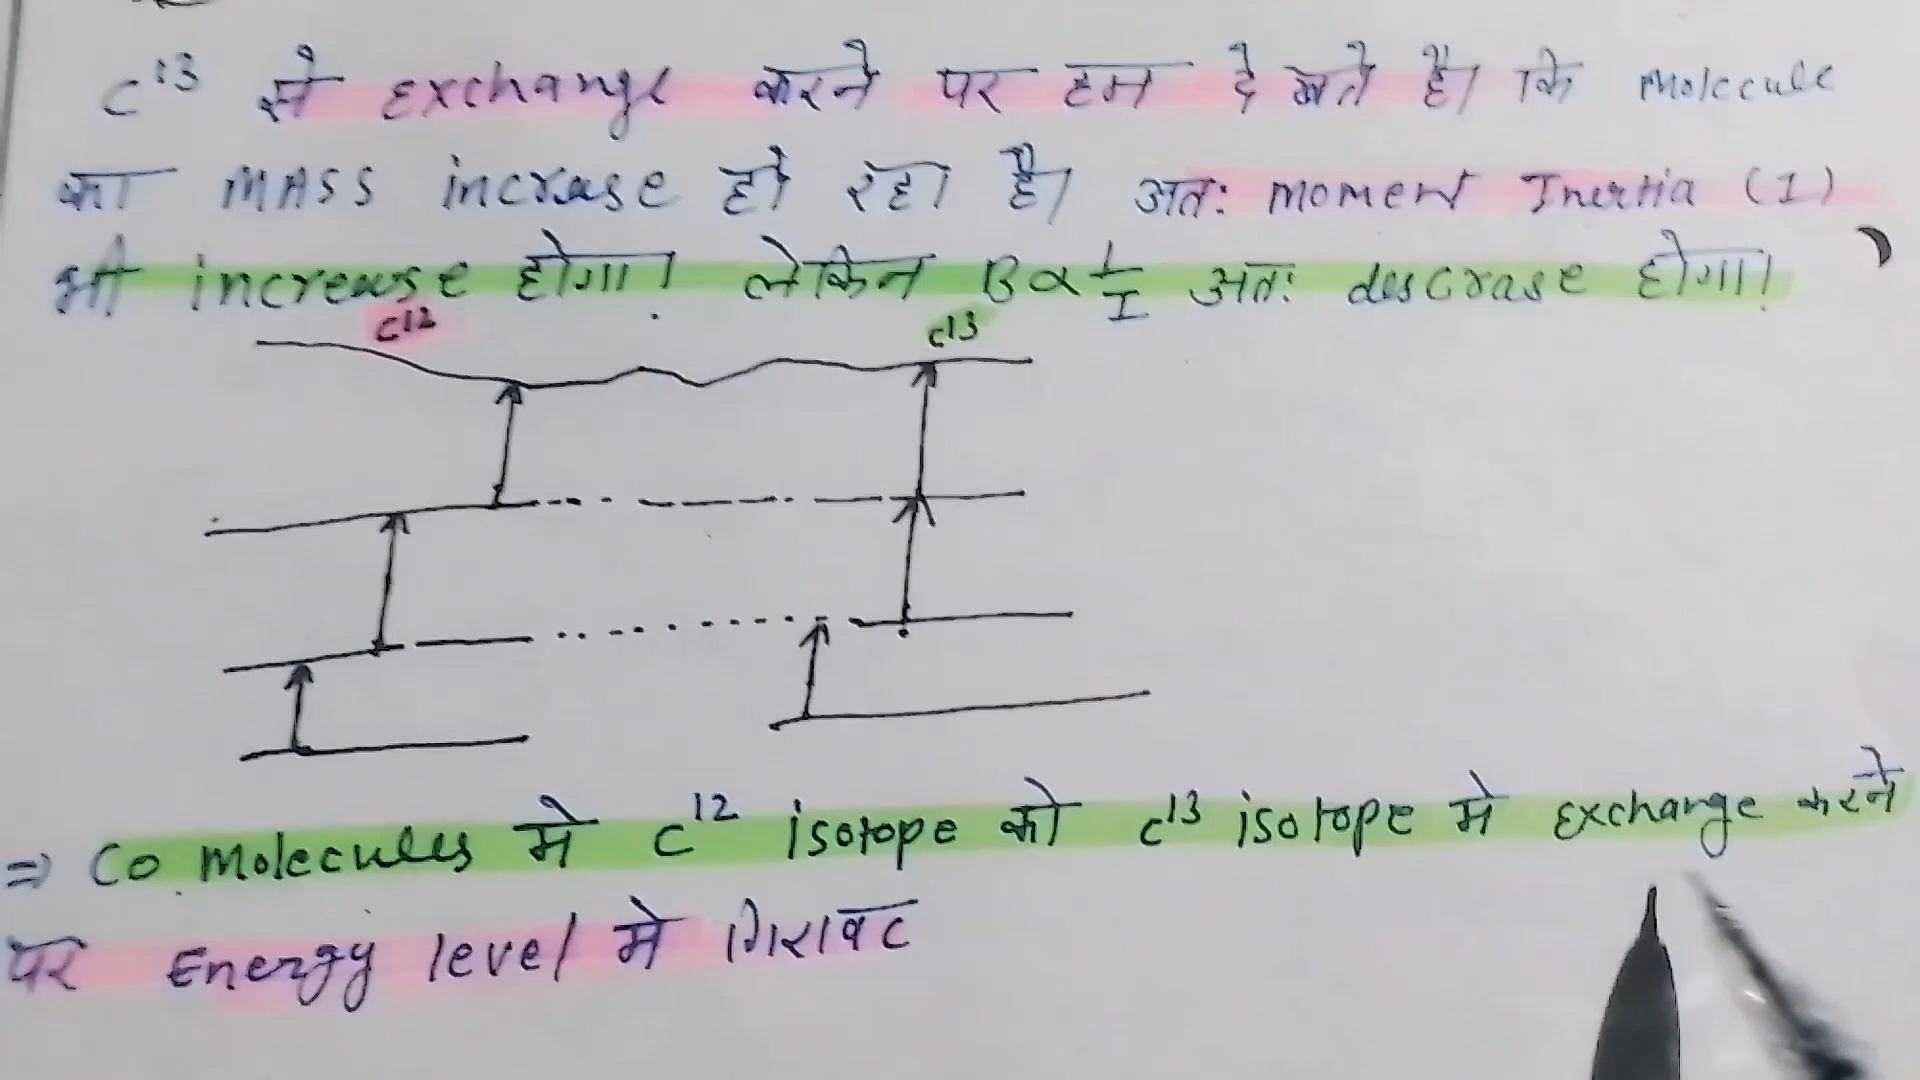 C¹³ से exchange करने पर हम देखते है। कि Molecule
का MASS increase हो रहा है। अत: moment Inertia (I)
भी increase होगा। लेकिन B ∝ 1/I अत: descrase होगा।
C¹² C¹³
⇒ CO Molecules मे C¹² isotope को C¹³ isotope मे Exchange करने
पर Energy level मे गिरावट